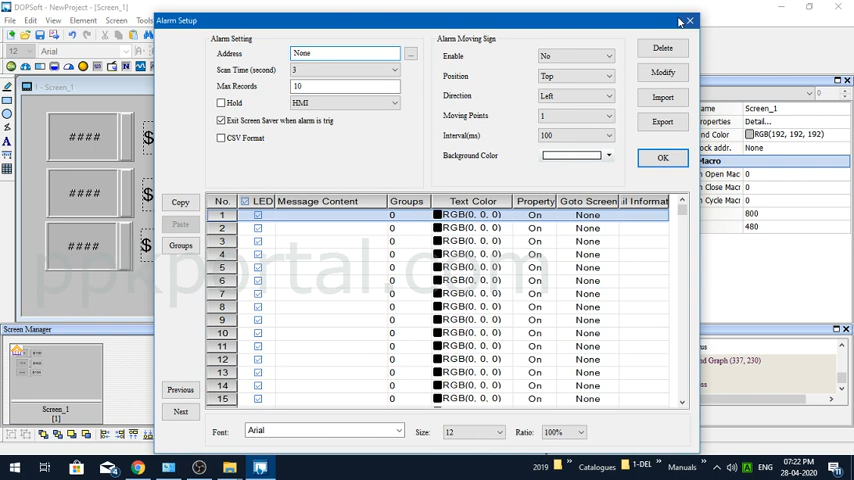 DOPSoft - NewProject - [Screen_1]
File Edit View Element Screen Tools
12 Arial
1 - Screen_1
####
####
####
Screen Manager
Screen_1
[1]
Alarm Setup
Alarm Setting
Address None ...
Scan Time (second) 3
Max Records 10
Hold HMI
Exit Screen Saver when alarm is trig
CSV Format
Alarm Moving Sign
Enable No
Position Top
Direction Left
Moving Points 1
Interval(ms) 100
Background Color
Delete
Modify
Import
Export
OK
Copy
Paste
Groups
Previous
Next
No. LED Message Content Groups Text Color Property Goto Screen il Informat
1 0 RGB(0, 0, 0) On None
2 0 RGB(0, 0, 0) On None
3 0 RGB(0, 0, 0) On None
4 0 RGB(0, 0, 0) On None
5 0 RGB(0, 0, 0) On None
6 0 RGB(0, 0, 0) On None
7 0 RGB(0, 0, 0) On None
8 0 RGB(0, 0, 0) On None
9 0 RGB(0, 0, 0) On None
10 0 RGB(0, 0, 0) On None
11 0 RGB(0, 0, 0) On None
12 0 RGB(0, 0, 0) On None
13 0 RGB(0, 0, 0) On None
14 0 RGB(0, 0, 0) On None
15 0 RGB(0, 0, 0) On None
Font: Arial Size: 12 Ratio: 100%
ppkportal.com
0
ame Screen_1
roperties Detail...
nd Color RGB(192, 192, 192)
ock addr. None
Macro
n Open Mac 0
n Close Mac 0
n Cycle Mac 0
800
480
nd Graph (337, 230)
2019 Catalogues 1-DEL Manuals
ENG
07:22 PM
28-04-2020